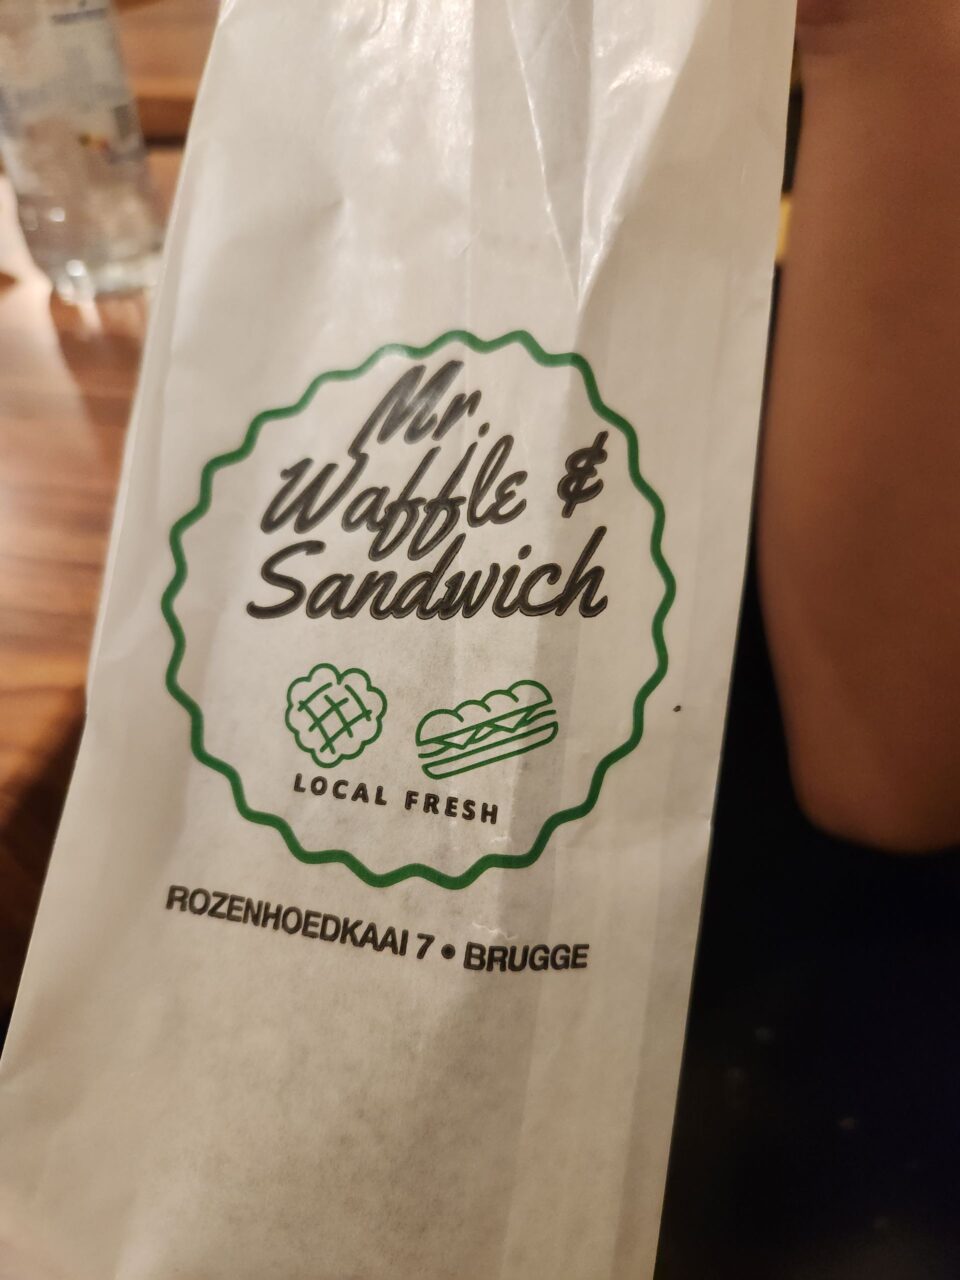 Mr.
Waffle &
Sandwich
LOCAL FRESH
ROZENHOEDKAAI 7 • BRUGGE